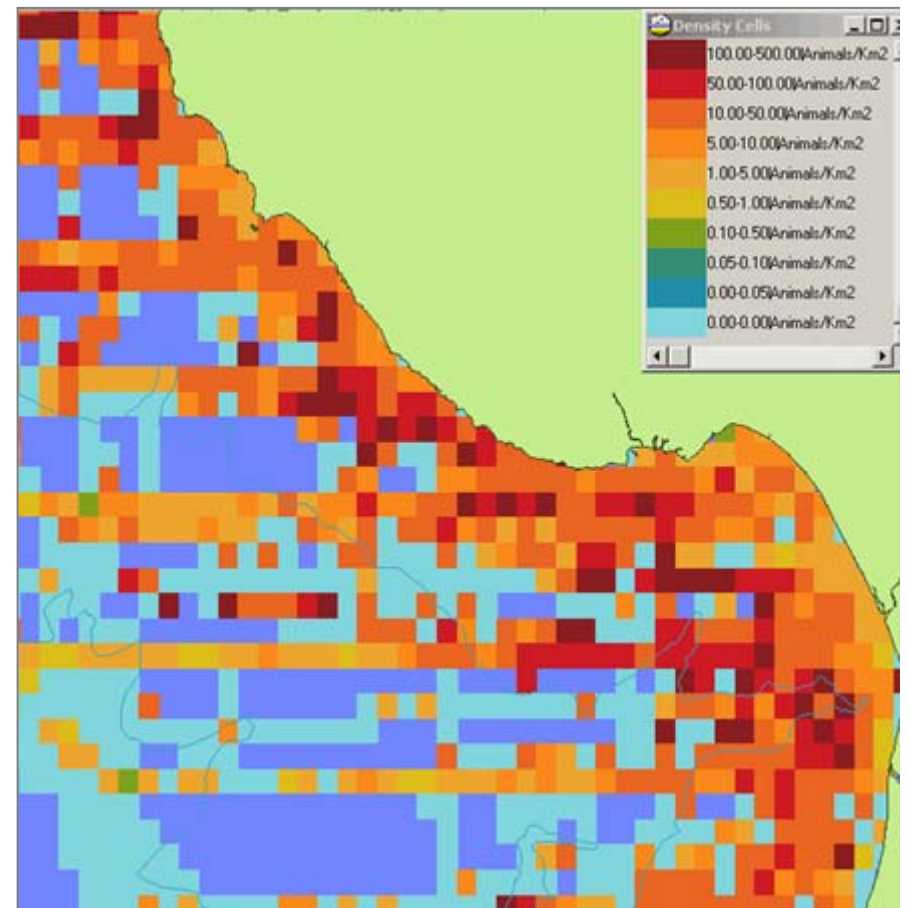 Density Cells
100.00-500.00|Animals/Km2
50.00-100.00|Animals/Km2
10.00-50.00|Animals/Km2
5.00-10.00|Animals/Km2
1.00-5.00|Animals/Km2
0.50-1.00|Animals/Km2
0.10-0.50|Animals/Km2
0.05-0.10|Animals/Km2
0.00-0.05|Animals/Km2
0.00-0.00|Animals/Km2